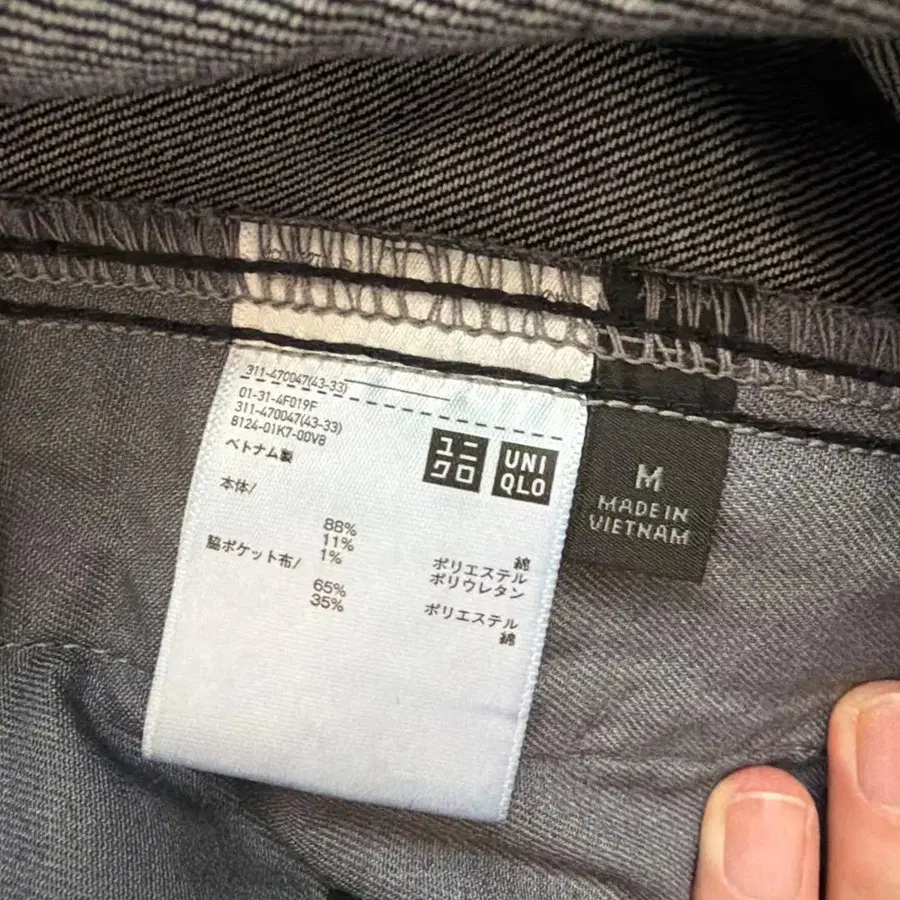 311-470047(43-33)
01-31-4F019F
311-470047(43-33)
8124-01K7-00V8
ベトナム製
ユニ
クロ
UNI
QLO
本体/
88% 綿
11% ポリエステル
1% ポリウレタン
脇ポケット布/
65% ポリエステル
35% 綿
M
MADE IN
VIETNAM